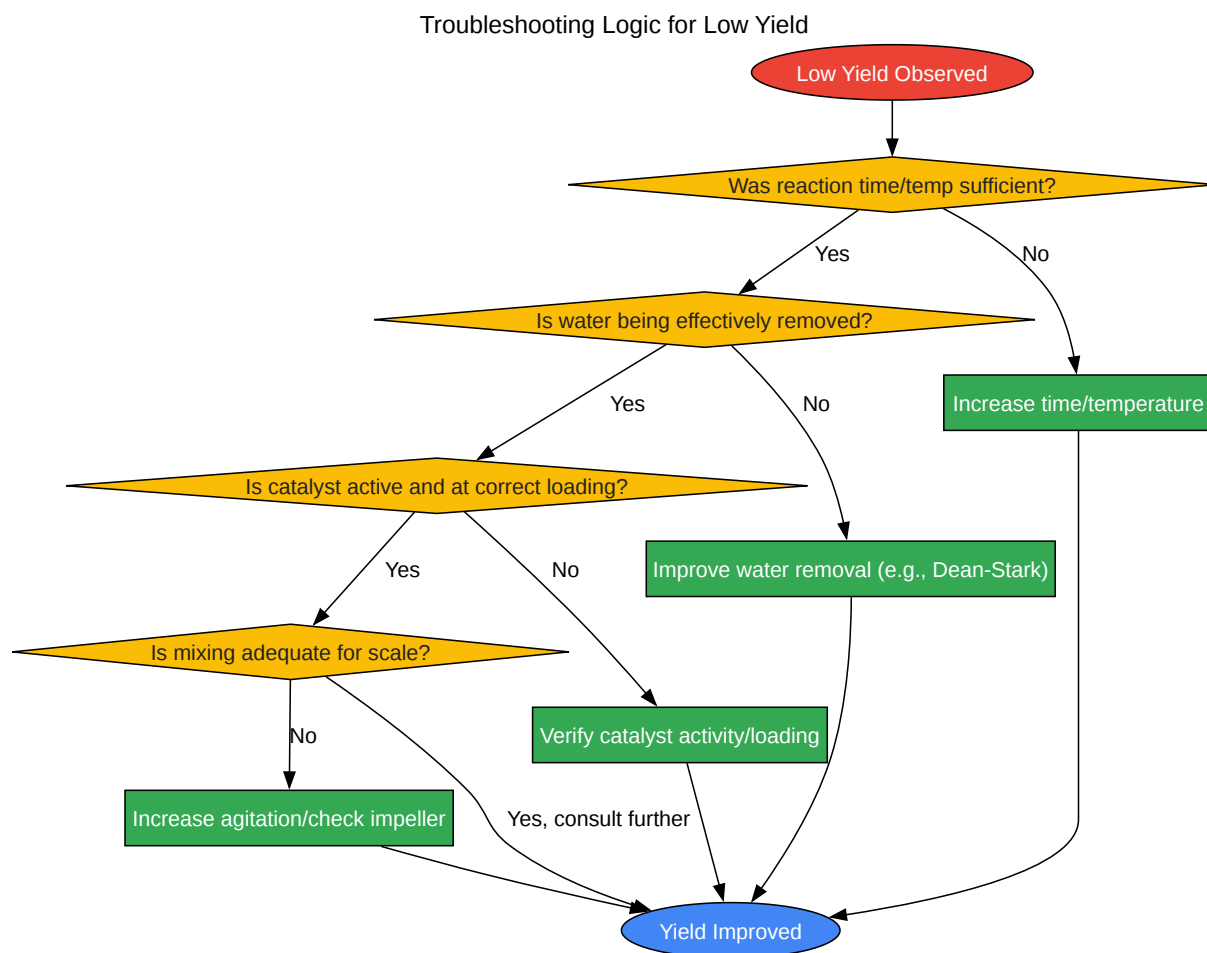 Troubleshooting Logic for Low Yield
Low Yield Observed
Was reaction time/temp sufficient?
Yes
No
Is water being effectively removed?
Increase time/temperature
Yes
No
Is catalyst active and at correct loading?
Improve water removal (e.g., Dean-Stark)
Yes
No
Is mixing adequate for scale?
Verify catalyst activity/loading
No
Increase agitation/check impeller
Yes, consult further
Yield Improved